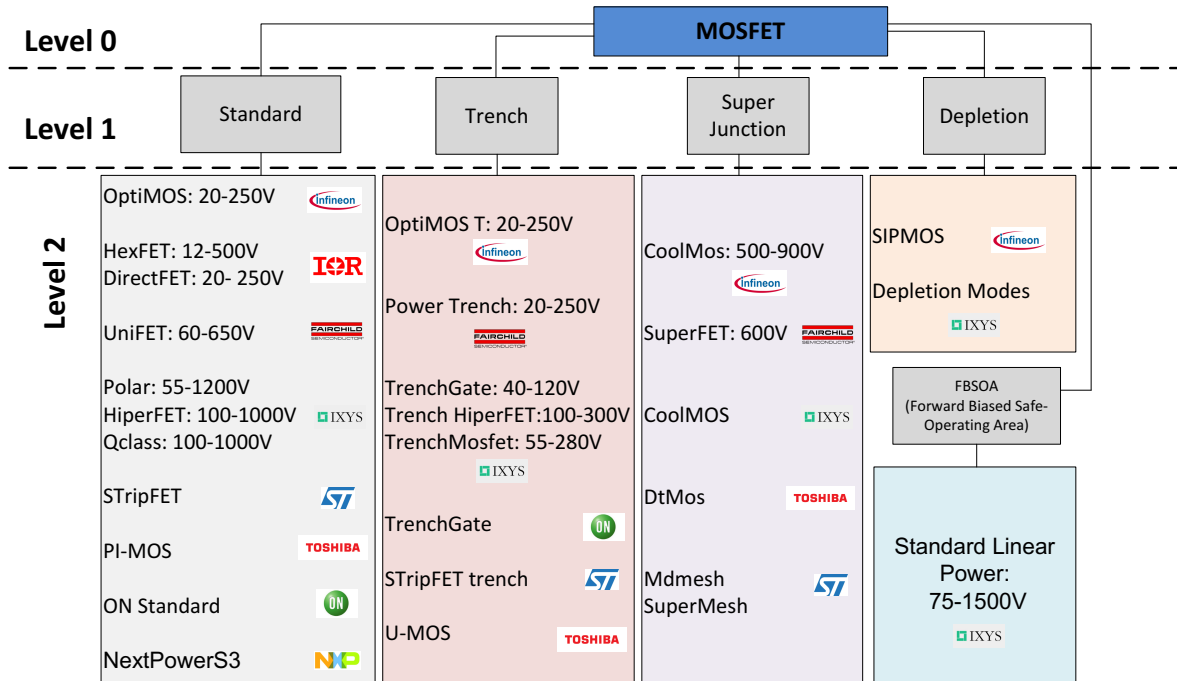 Level 0
MOSFET
Level 1
Standard
Trench
Super
Junction
Depletion
Level 2
OptiMOS: 20-250V
infineon
HexFET: 12-500V
DirectFET: 20- 250V
IOR
UniFET: 60-650V
FAIRCHILD
SEMICONDUCTOR
Polar: 55-1200V
HiperFET: 100-1000V
IXYS
Qclass: 100-1000V
STripFET
ST
PI-MOS
TOSHIBA
ON Standard
ON
NextPowerS3
NXP
OptiMOS T: 20-250V
infineon
Power Trench: 20-250V
FAIRCHILD
SEMICONDUCTOR
TrenchGate: 40-120V
Trench HiperFET:100-300V
TrenchMosfet: 55-280V
IXYS
TrenchGate
ON
STripFET trench
ST
U-MOS
TOSHIBA
CoolMos: 500-900V
infineon
SuperFET: 600V
FAIRCHILD
SEMICONDUCTOR
CoolMOS
IXYS
DtMos
TOSHIBA
Mdmesh
SuperMesh
ST
SIPMOS
infineon
Depletion Modes
IXYS
FBSOA
(Forward Biased Safe-
Operating Area)
Standard Linear
Power:
75-1500V
IXYS